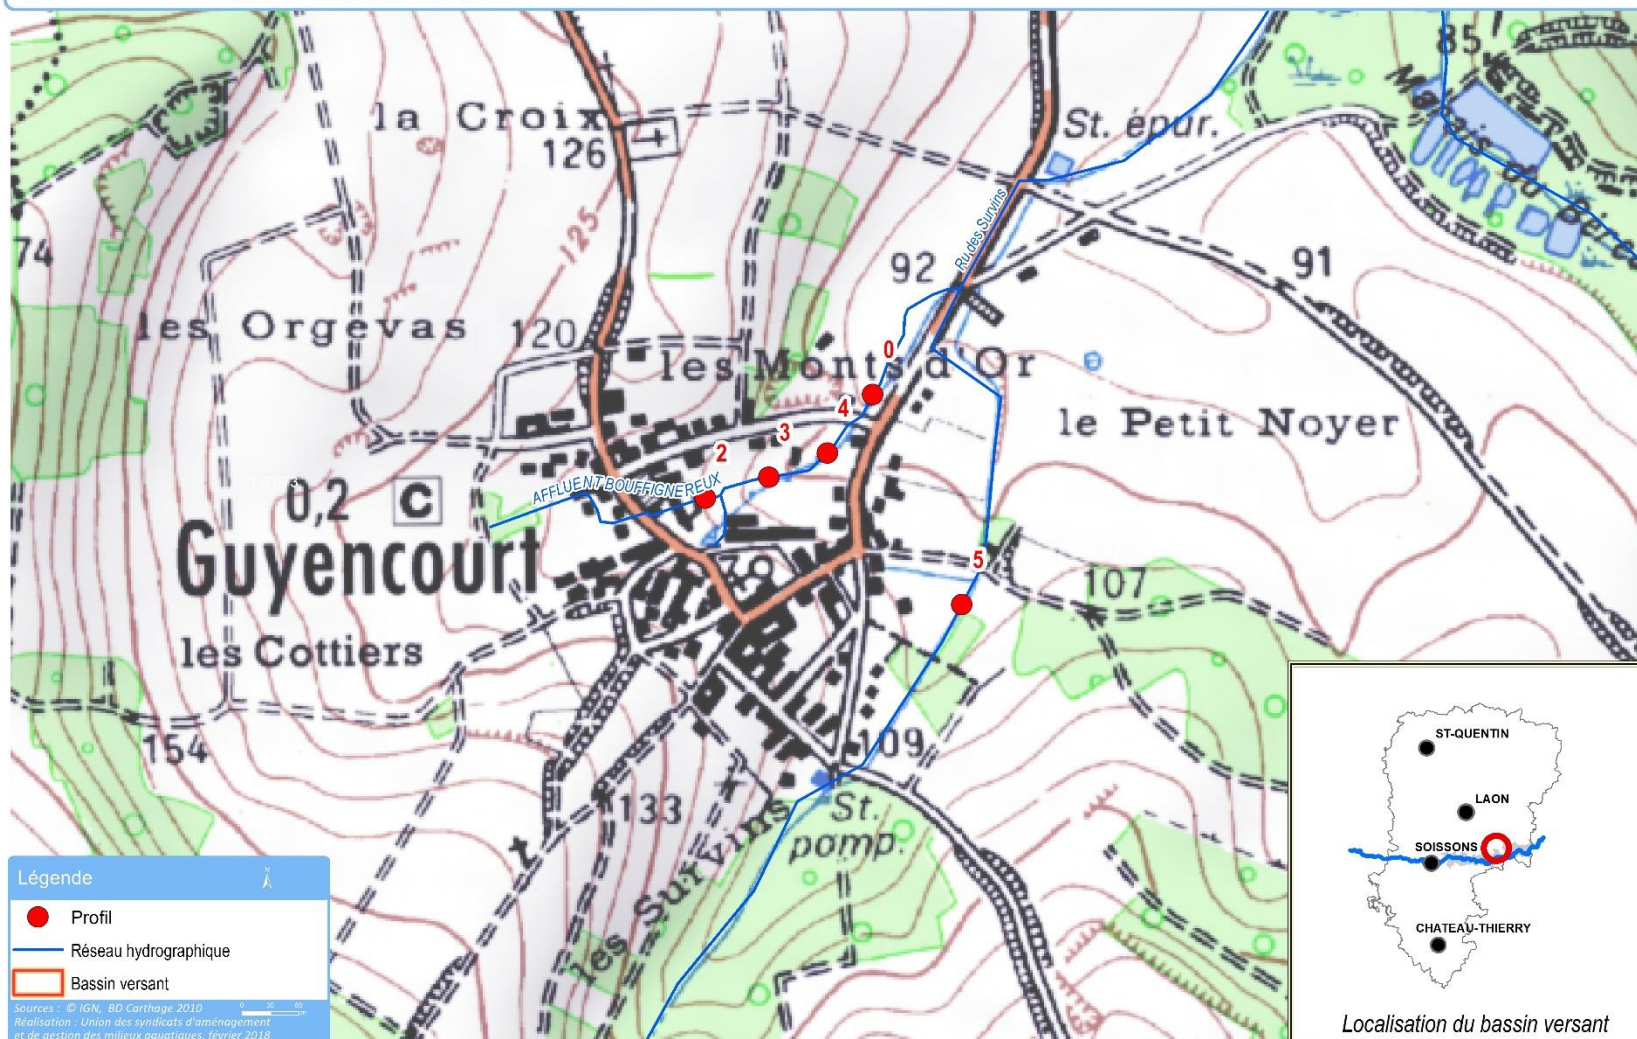 la Croix
126
St. épur.
85
74
125
92
Ru des Survins
91
les Orgevas
120
les Monts d'Or
0
4
3
2
le Petit Noyer
AFFLUENT BOUFFIGNEREUX
0,2
C
Guyencourt
5
107
les Cottiers
154
109
133
St.
pomp.
les Survins
Légende
N
Profil
Réseau hydrographique
Bassin versant
Sources : © IGN, BD Carthage 2010
0 30 60
m
Réalisation : Union des syndicats d'aménagement
et de gestion des milieux aquatiques, février 2018
ST-QUENTIN
LAON
SOISSONS
CHATEAU-THIERRY
Localisation du bassin versant